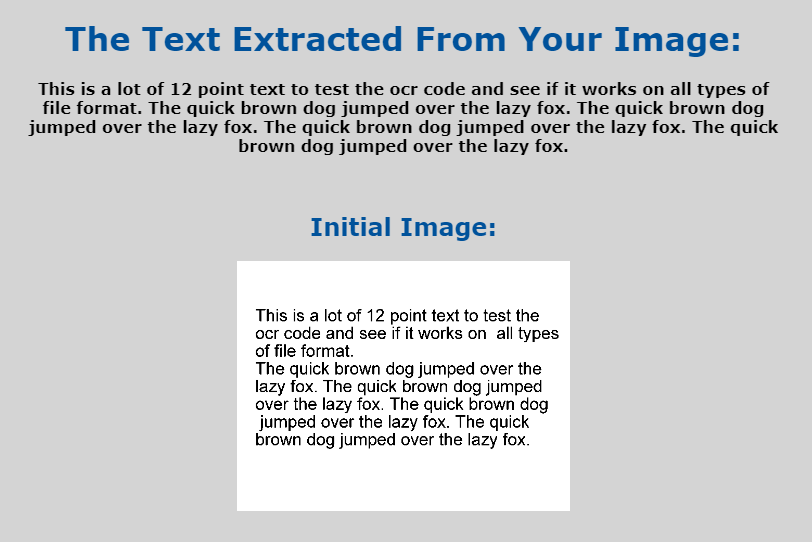 The Text Extracted From Your Image:
This is a lot of 12 point text to test the ocr code and see if it works on all types of
file format. The quick brown dog jumped over the lazy fox. The quick brown dog
jumped over the lazy fox. The quick brown dog jumped over the lazy fox. The quick
brown dog jumped over the lazy fox.
Initial Image:
This is a lot of 12 point text to test the
ocr code and see if it works on  all types
of file format.
The quick brown dog jumped over the
lazy fox. The quick brown dog jumped
over the lazy fox. The quick brown dog
 jumped over the lazy fox. The quick
brown dog jumped over the lazy fox.